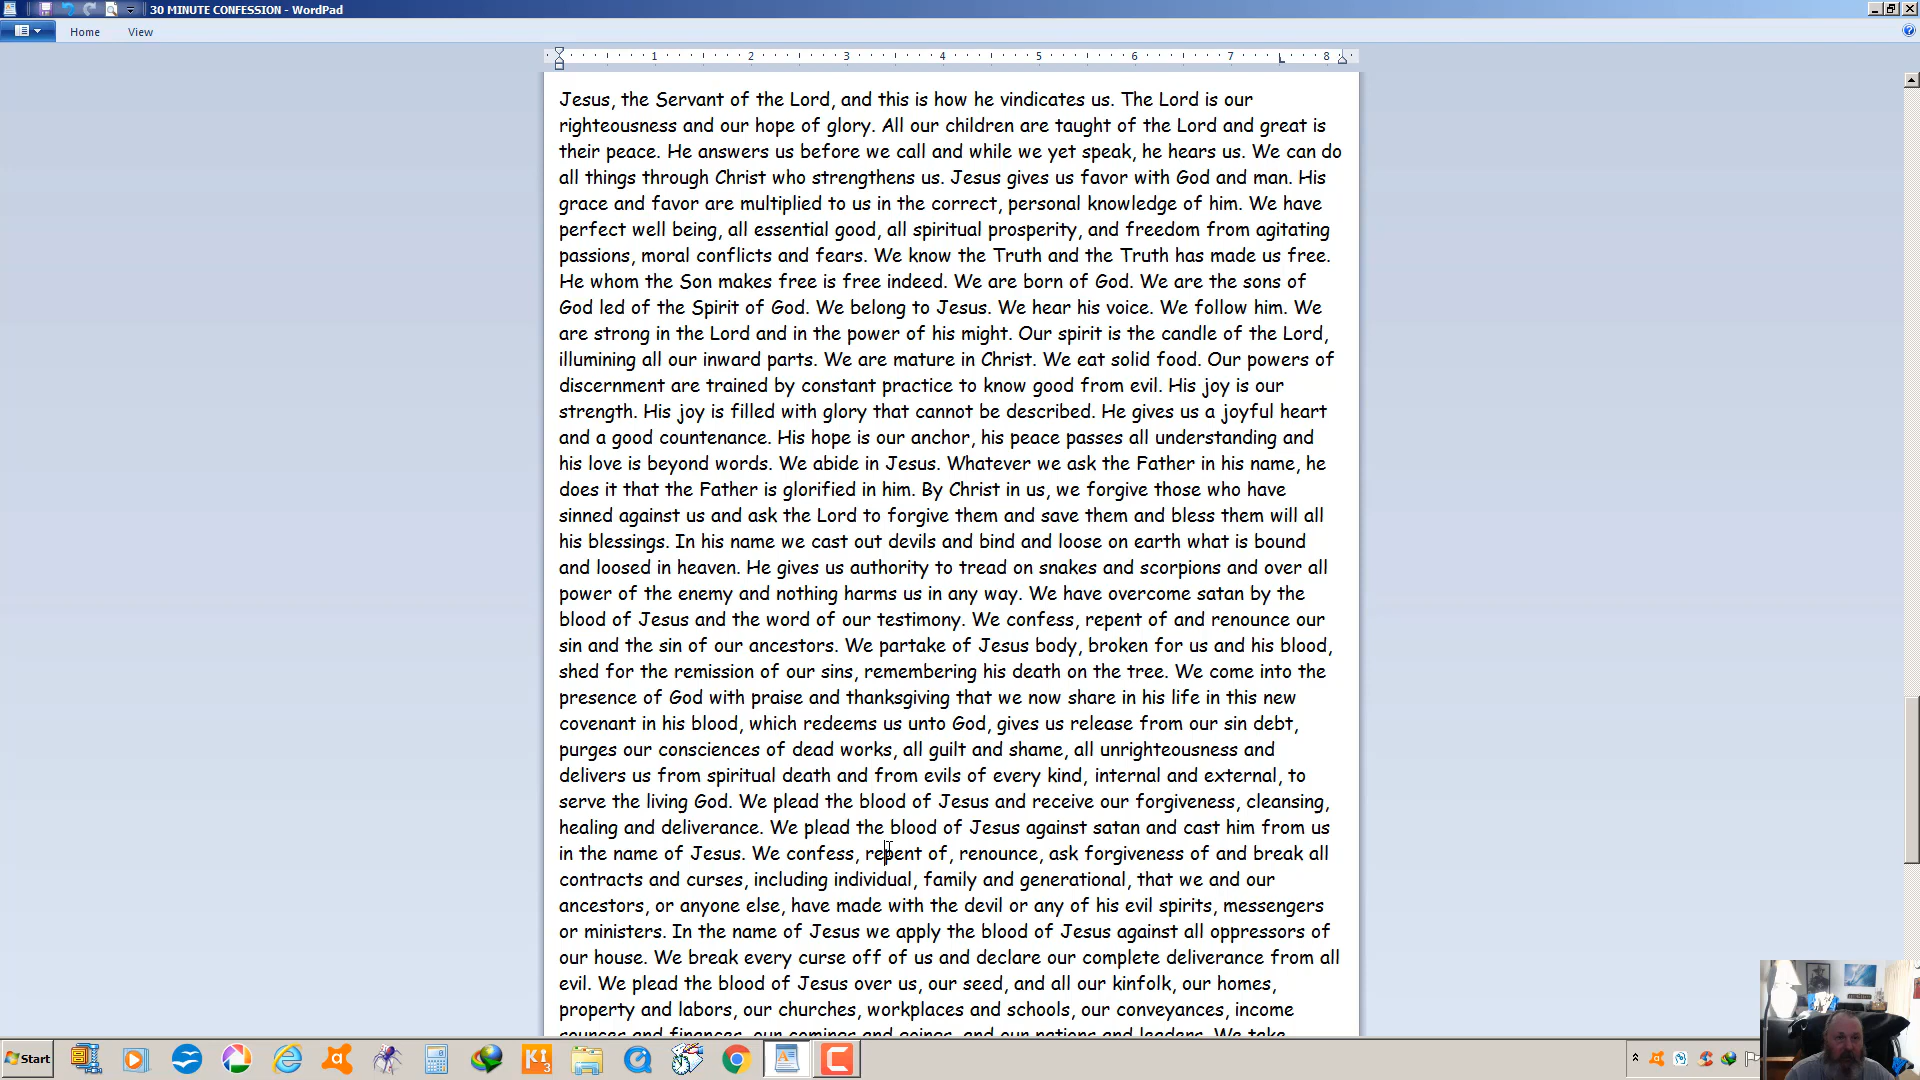 30 MINUTE CONFESSION - WordPad
Home View
1 2 3 4 5 6 7 8
Jesus, the Servant of the Lord, and this is how he vindicates us. The Lord is our
righteousness and our hope of glory. All our children are taught of the Lord and great is
their peace. He answers us before we call and while we yet speak, he hears us. We can do
all things through Christ who strengthens us. Jesus gives us favor with God and man. His
grace and favor are multiplied to us in the correct, personal knowledge of him. We have
perfect well being, all essential good, all spiritual prosperity, and freedom from agitating
passions, moral conflicts and fears. We know the Truth and the Truth has made us free.
He whom the Son makes free is free indeed. We are born of God. We are the sons of
God led of the Spirit of God. We belong to Jesus. We hear his voice. We follow him. We
are strong in the Lord and in the power of his might. Our spirit is the candle of the Lord,
illumining all our inward parts. We are mature in Christ. We eat solid food. Our powers of
discernment are trained by constant practice to know good from evil. His joy is our
strength. His joy is filled with glory that cannot be described. He gives us a joyful heart
and a good countenance. His hope is our anchor, his peace passes all understanding and
his love is beyond words. We abide in Jesus. Whatever we ask the Father in his name, he
does it that the Father is glorified in him. By Christ in us, we forgive those who have
sinned against us and ask the Lord to forgive them and save them and bless them will all
his blessings. In his name we cast out devils and bind and loose on earth what is bound
and loosed in heaven. He gives us authority to tread on snakes and scorpions and over all
power of the enemy and nothing harms us in any way. We have overcome satan by the
blood of Jesus and the word of our testimony. We confess, repent of and renounce our
sin and the sin of our ancestors. We partake of Jesus body, broken for us and his blood,
shed for the remission of our sins, remembering his death on the tree. We come into the
presence of God with praise and thanksgiving that we now share in his life in this new
covenant in his blood, which redeems us unto God, gives us release from our sin debt,
purges our consciences of dead works, all guilt and shame, all unrighteousness and
delivers us from spiritual death and from evils of every kind, internal and external, to
serve the living God. We plead the blood of Jesus and receive our forgiveness, cleansing,
healing and deliverance. We plead the blood of Jesus against satan and cast him from us
in the name of Jesus. We confess, repent of, renounce, ask forgiveness of and break all
contracts and curses, including individual, family and generational, that we and our
ancestors, or anyone else, have made with the devil or any of his evil spirits, messengers
or ministers. In the name of Jesus we apply the blood of Jesus against all oppressors of
our house. We break every curse off of us and declare our complete deliverance from all
evil. We plead the blood of Jesus over us, our seed, and all our kinfolk, our homes,
property and labors, our churches, workplaces and schools, our conveyances, income
sources and finances, our comings and goings, and our nations and leaders. We take
Start